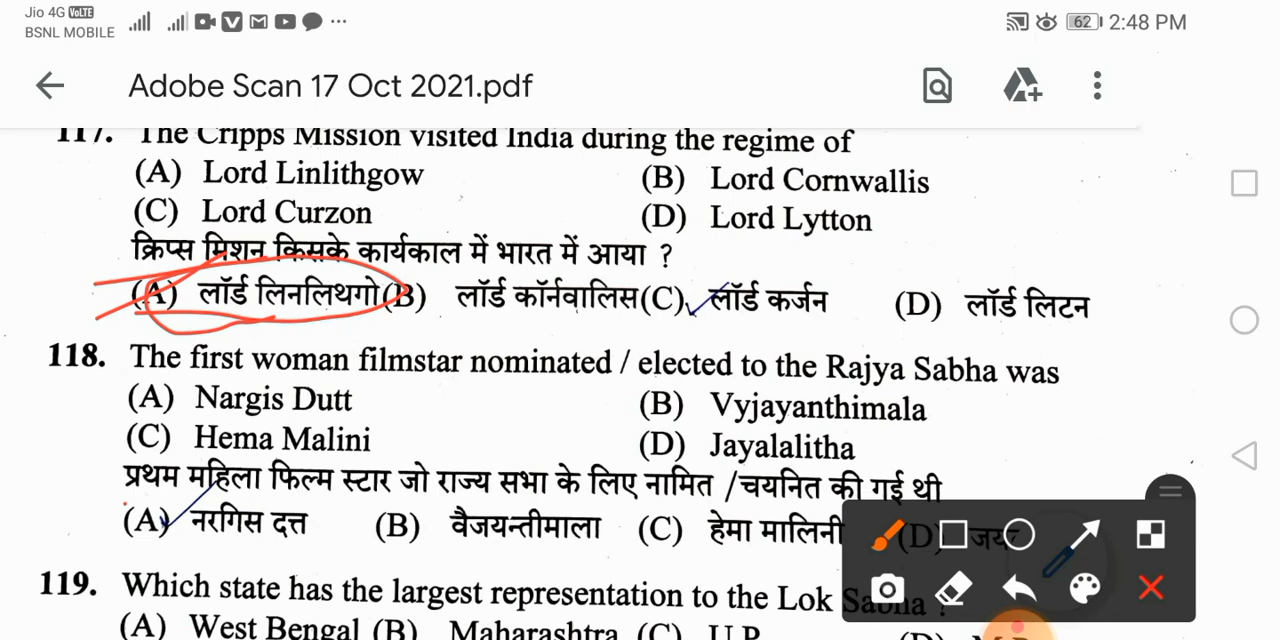 Jio 4G VoLTE
BSNL MOBILE
62 2:48 PM
Adobe Scan 17 Oct 2021.pdf
117. The Cripps Mission visited India during the regime of
(A) Lord Linlithgow (B) Lord Cornwallis
(C) Lord Curzon (D) Lord Lytton
क्रिप्स मिशन किसके कार्यकाल में भारत में आया ?
(A) लॉर्ड लिनलिथगो (B) लॉर्ड कॉर्नवालिस (C) लॉर्ड कर्जन (D) लॉर्ड लिटन
118. The first woman filmstar nominated / elected to the Rajya Sabha was
(A) Nargis Dutt (B) Vyjayanthimala
(C) Hema Malini (D) Jayalalitha
प्रथम महिला फिल्म स्टार जो राज्य सभा के लिए नामित /चयनित की गई थी
(A) नरगिस दत्त (B) वैजयन्तीमाला (C) हेमा मालिनी (D)
119. Which state has the largest representation to the Lok Sabha ?
(A) West Bengal (B) Maharashtra (C) U.P.